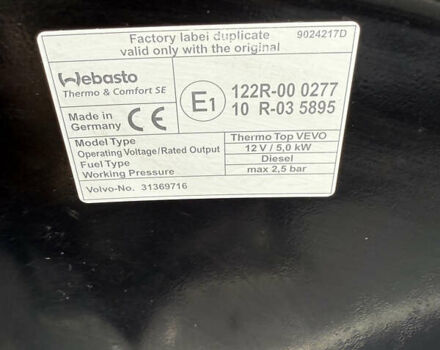 Factory label duplicate
valid only with the original
9024217D
Webasto
Thermo & Comfort SE
Made in
Germany
CE
E1
122R-00 0277
10 R-03 5895
Model Type Thermo Top VEVO
Operating Voltage/Rated Output 12 V / 5,0 kW
Fuel Type Diesel
Working Pressure max 2,5 bar
Volvo-No. 31369716